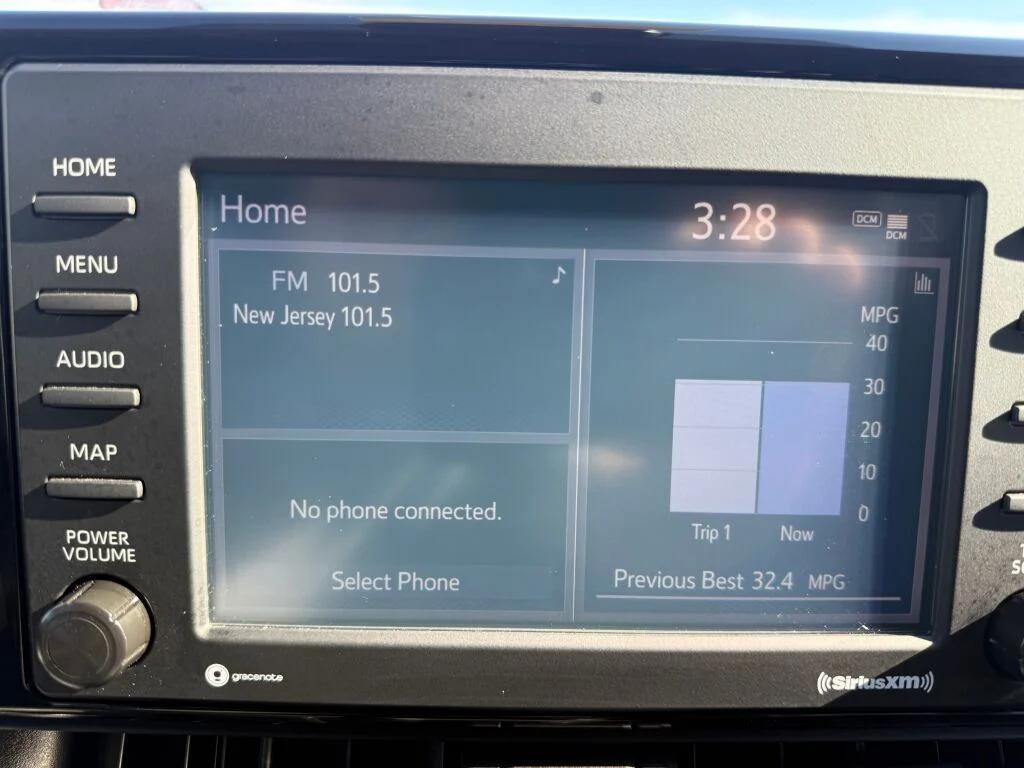 HOME
MENU
AUDIO
MAP
POWER
VOLUME
Home
3:28
DCM
DCM
FM 101.5
New Jersey 101.5
No phone connected.
Select Phone
MPG
40
30
20
10
0
Trip 1
Now
Previous Best 32.4 MPG
gracenote
SiriusXM